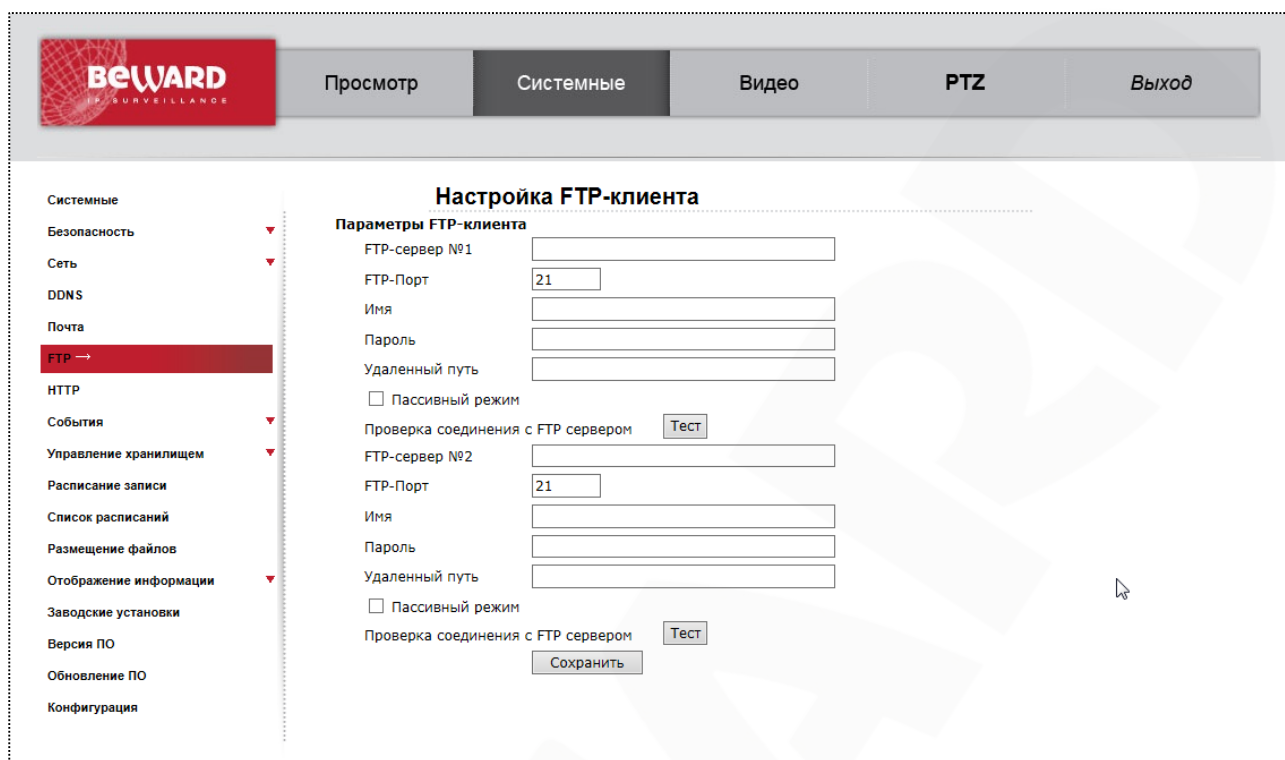 BEWARD
IP SURVEILLANCE
Просмотр
Системные
Видео
PTZ
Выход
Системные
Безопасность
Сеть
DDNS
Почта
FTP →
HTTP
События
Управление хранилищем
Расписание записи
Список расписаний
Размещение файлов
Отображение информации
Заводские установки
Версия ПО
Обновление ПО
Конфигурация
Настройка FTP-клиента
Параметры FTP-клиента
FTP-сервер №1
FTP-Порт 21
Имя
Пароль
Удаленный путь
Пассивный режим
Проверка соединения с FTP сервером Тест
FTP-сервер №2
FTP-Порт 21
Имя
Пароль
Удаленный путь
Пассивный режим
Проверка соединения с FTP сервером Тест
Сохранить